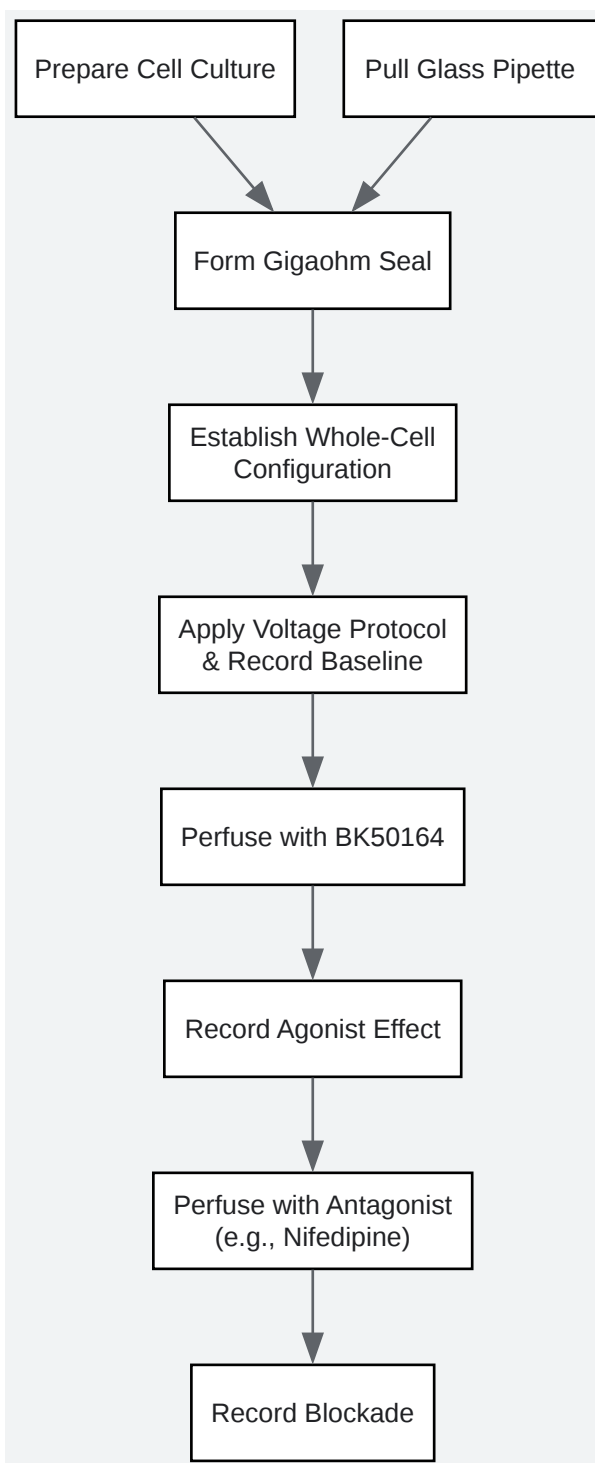 Prepare Cell Culture
Pull Glass Pipette
Form Gigaohm Seal
Establish Whole-Cell
Configuration
Apply Voltage Protocol
& Record Baseline
Perfuse with BK50164
Record Agonist Effect
Perfuse with Antagonist
(e.g., Nifedipine)
Record Blockade